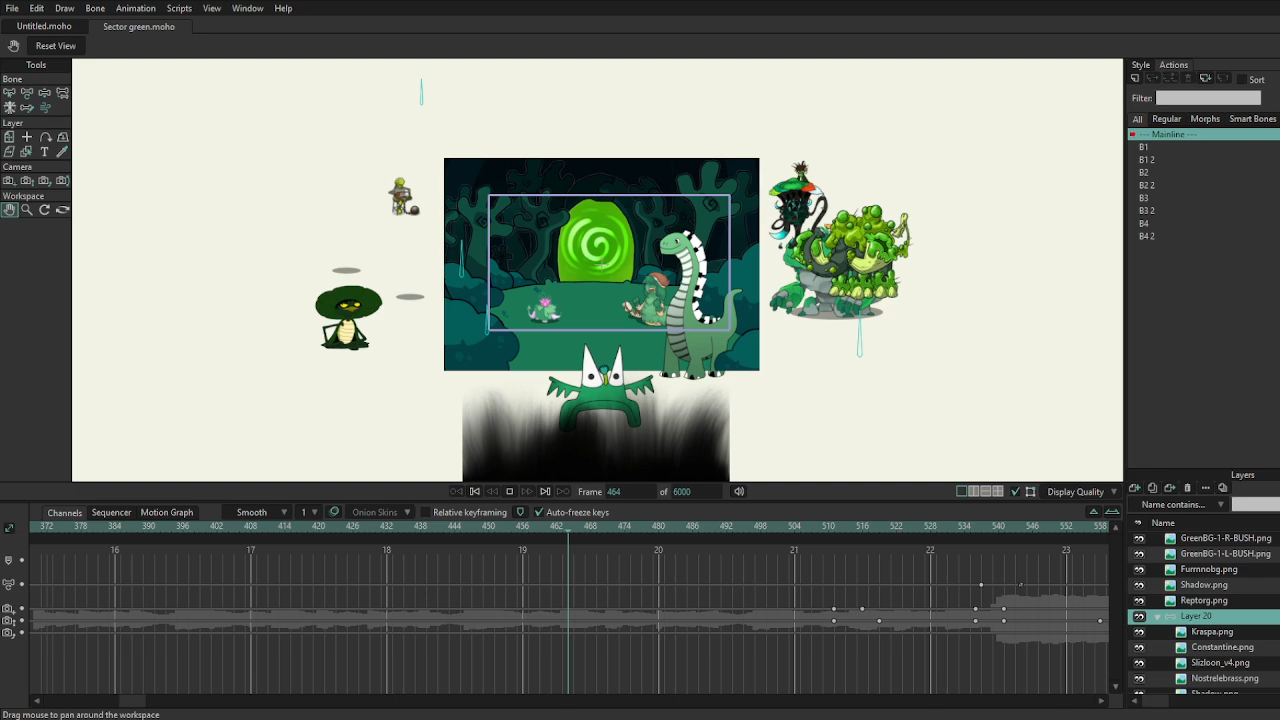 File Edit Draw Bone Animation Scripts View Window Help
Untitled.moho Sector green.moho
Reset View
Tools
Bone
Layer
Camera
Workspace
Style Actions
Sort
Filter:
All Regular Morphs Smart Bones
--- Mainline ---
B1
B1 2
B2
B2 2
B3
B3 2
B4
B4 2
Frame 464 of 6000
Display Quality
Channels Sequencer Motion Graph Smooth 1 Onion Skins Relative keyframing Auto-freeze keys
372 378 384 390 396 402 408 414 420 426 432 438 444 450 456 462 468 474 480 486 492 498 504 510 516 522 528 534 540 546 552 558
16 17 18 19 20 21 22 23
Layers
Name contains...
Name
GreenBG-1-R-BUSH.png
GreenBG-1-L-BUSH.png
Furnnobg.png
Shadow.png
Reptorg.png
Layer 20
Kraspa.png
Constantine.png
Slizloon_v4.png
Nostrelebrass.png
Shadow.png
Drag mouse to pan around the workspace